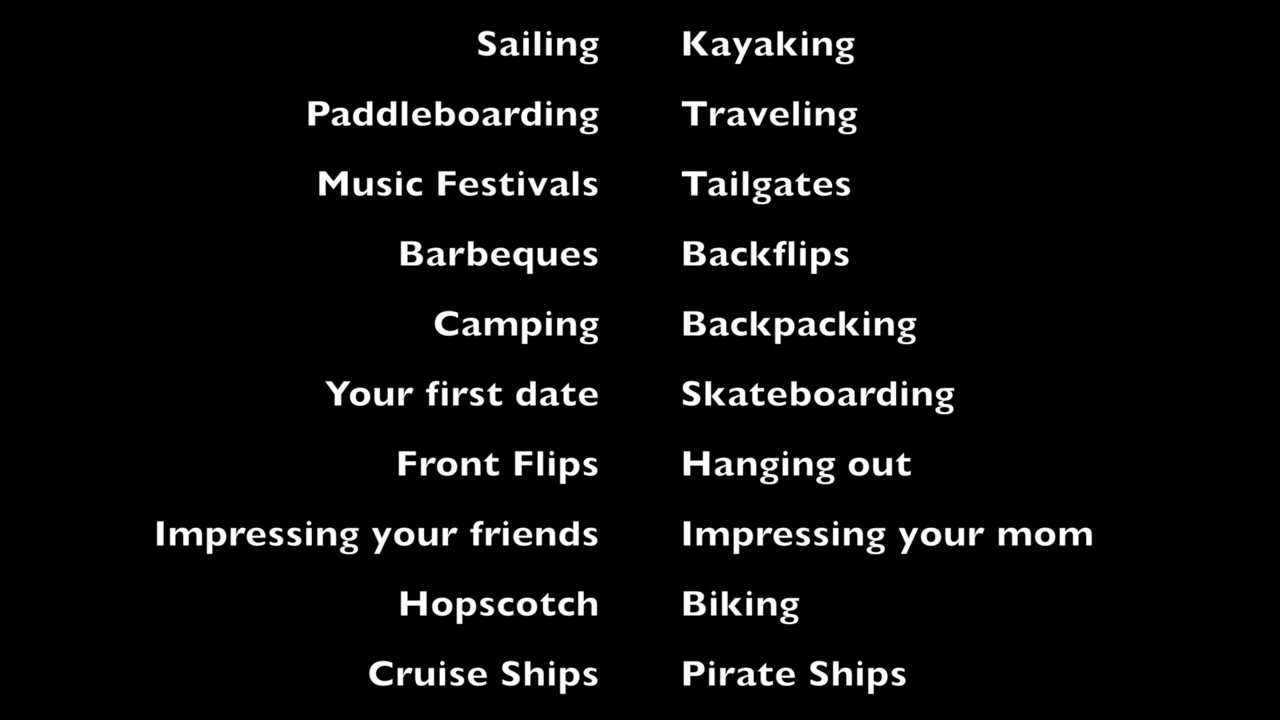 Sailing Kayaking
Paddleboarding Traveling
Music Festivals Tailgates
Barbeques Backflips
Camping Backpacking
Your first date Skateboarding
Front Flips Hanging out
Impressing your friends Impressing your mom
Hopscotch Biking
Cruise Ships Pirate Ships